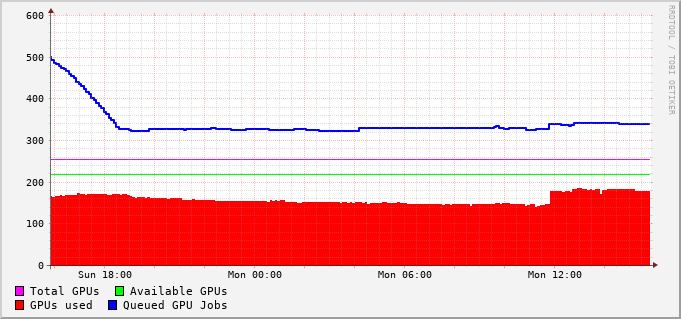 600
500
400
300
200
100
0
Sun 18:00 Mon 00:00 Mon 06:00 Mon 12:00
Total GPUs Available GPUs
GPUs used Queued GPU Jobs
RRDTOOL / TOBI OETIKER